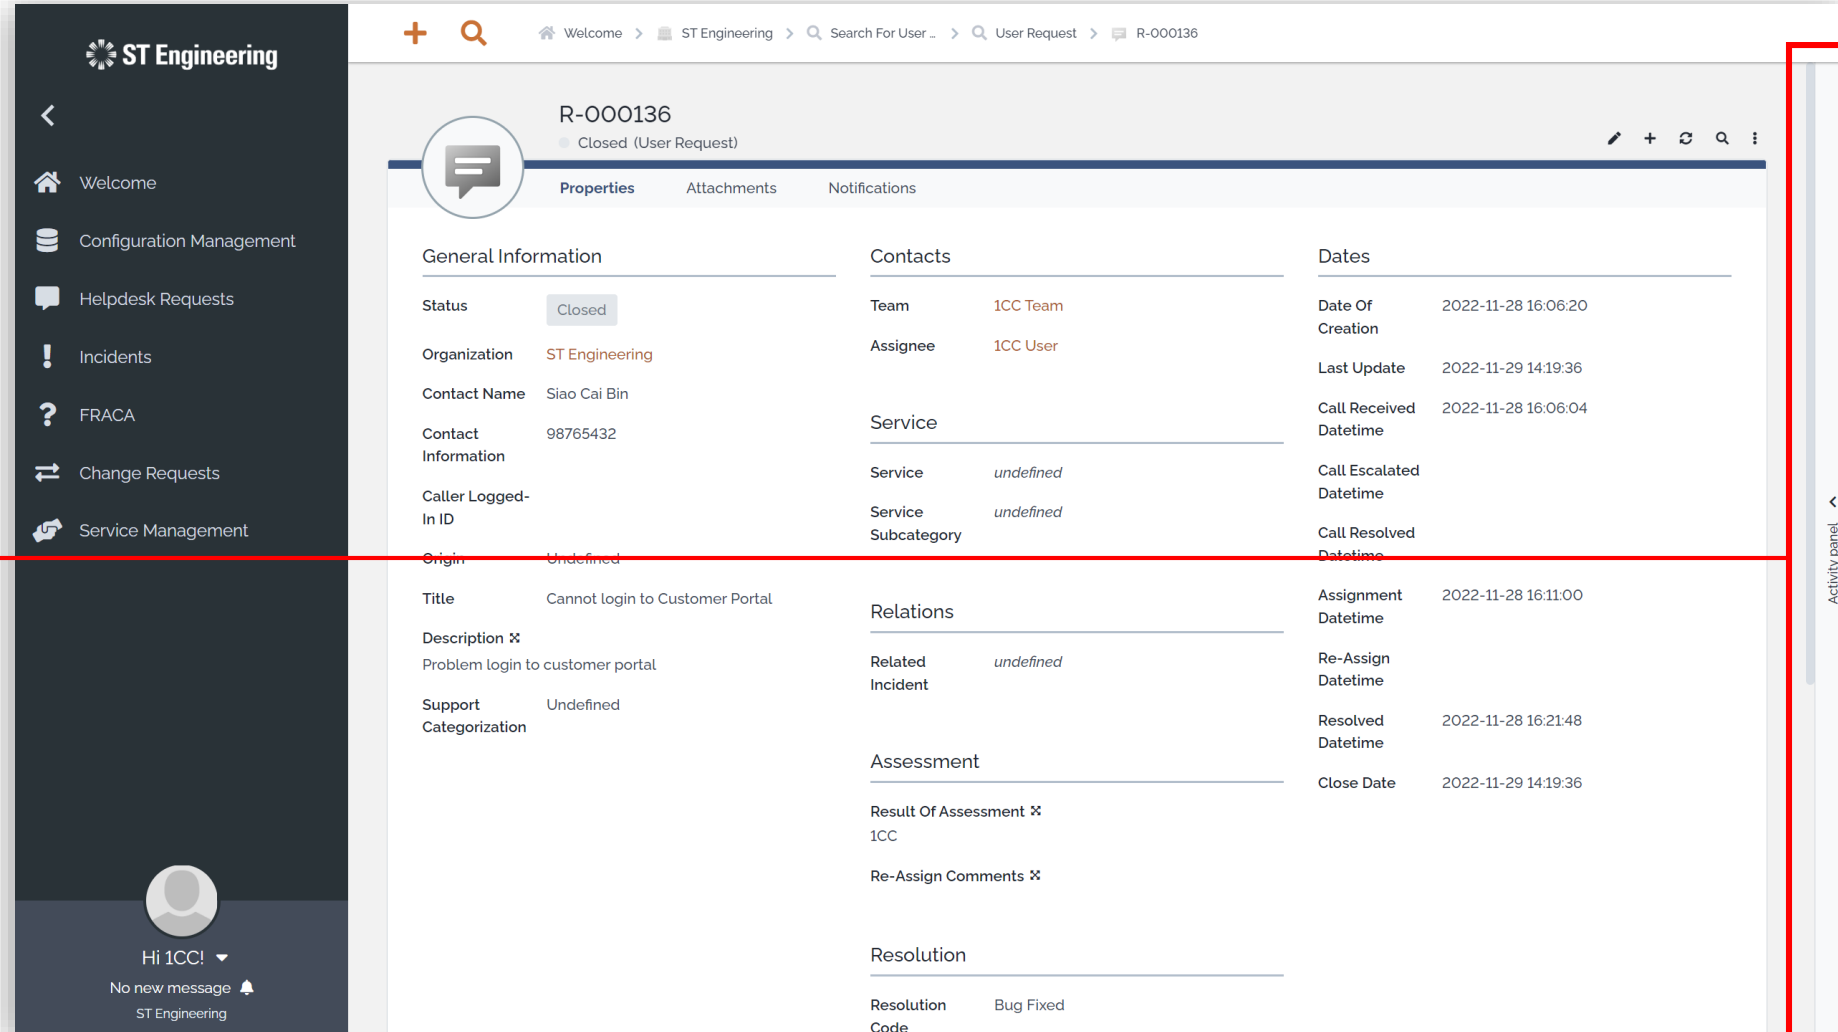 ST Engineering
Welcome
Configuration Management
Helpdesk Requests
Incidents
FRACA
Change Requests
Service Management
Hi 1CC!
No new message
ST Engineering
Welcome
ST Engineering
Search For User ...
User Request
R-000136
R-000136
Closed (User Request)
Properties
Attachments
Notifications
General Information
Status
Closed
Organization
ST Engineering
Contact Name
Siao Cai Bin
Contact
Information
98765432
Caller Logged-
In ID
Origin
Undefined
Title
Cannot login to Customer Portal
Description
Problem login to customer portal
Support
Categorization
Undefined
Contacts
Team
1CC Team
Assignee
1CC User
Service
Service
undefined
Service
Subcategory
undefined
Relations
Related
Incident
undefined
Assessment
Result Of Assessment
1CC
Re-Assign Comments
Resolution
Resolution
Code
Bug Fixed
Dates
Date Of
Creation
2022-11-28 16:06:20
Last Update
2022-11-29 14:19:36
Call Received
Datetime
2022-11-28 16:06:04
Call Escalated
Datetime
Call Resolved
Datetime
Assignment
Datetime
2022-11-28 16:11:00
Re-Assign
Datetime
Resolved
Datetime
2022-11-28 16:21:48
Close Date
2022-11-29 14:19:36
Activity panel